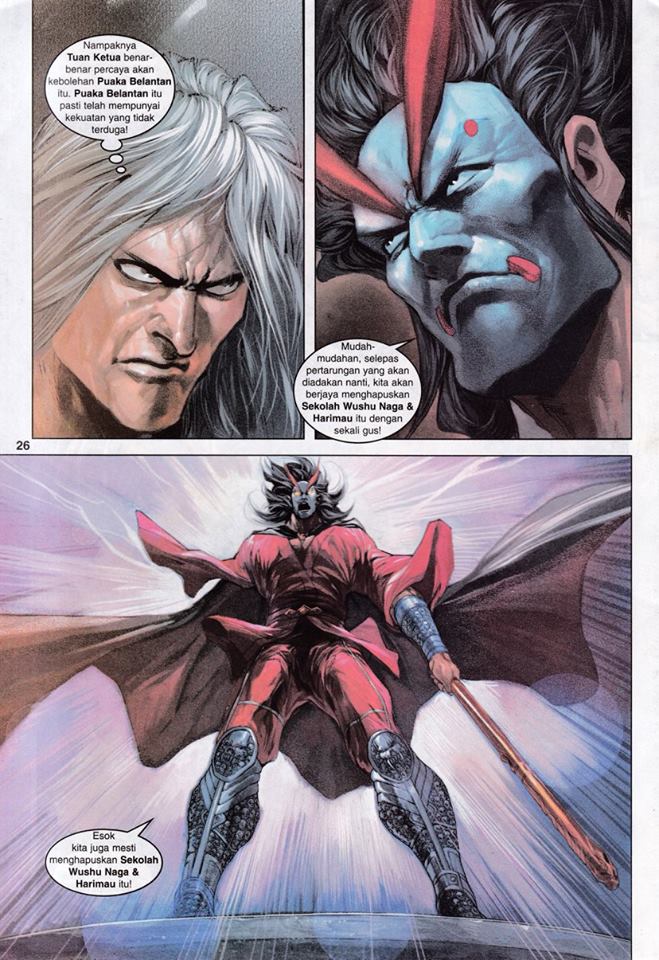 Nampaknya
Tuan Ketua benar-
benar percaya akan
kebolehan Puaka Belantan
itu. Puaka Belantan itu
pasti telah mempunyai
kekuatan yang tidak
terduga!
Mudah-
mudahan, selepas
pertarungan yang akan
diadakan nanti, kita akan
berjaya menghapuskan
Sekolah Wushu Naga &
Harimau itu dengan
sekali gus!
26
Esok
kita juga mesti
menghapuskan Sekolah
Wushu Naga &
Harimau itu!